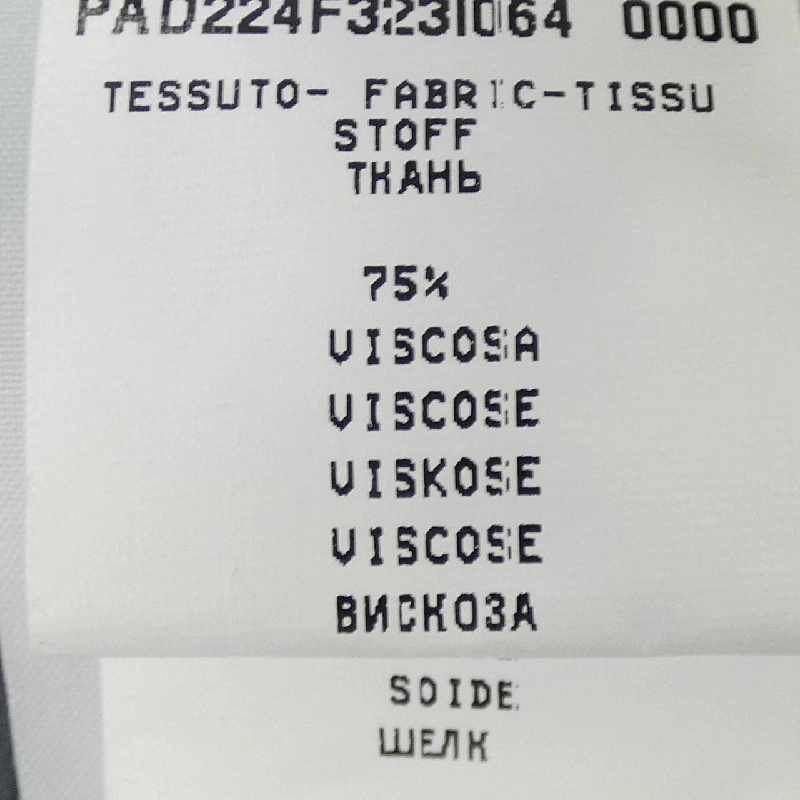 PAD224F3231064 0000
TESSUTO- FABRIC-TISSU
STOFF
ТКАНЬ
75%
VISCOSA
VISCOSE
VISKOSE
VISCOSE
ВИСКОЗА
SOIDE
ШЕЛК